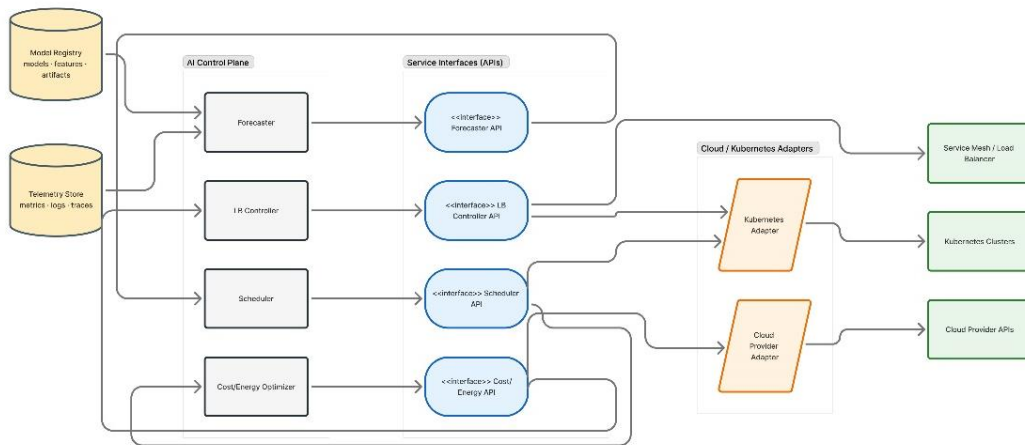 Model Registry
models · features ·
artifacts
AI Control Plane
Service Interfaces (APIs)
Forecaster
<<interface>>
Forecaster API
Cloud / Kubernetes Adapters
Service Mesh / Load
Balancer
Telemetry Store
metrics · logs · traces
LB Controller
<<interface>> LB
Controller API
Kubernetes
Adapter
Kubernetes Clusters
Scheduler
<<interface>> Scheduler
API
Cloud
Provider
Adapter
Cloud Provider APIs
Cost/Energy Optimizer
<<interface>> Cost/
Energy API